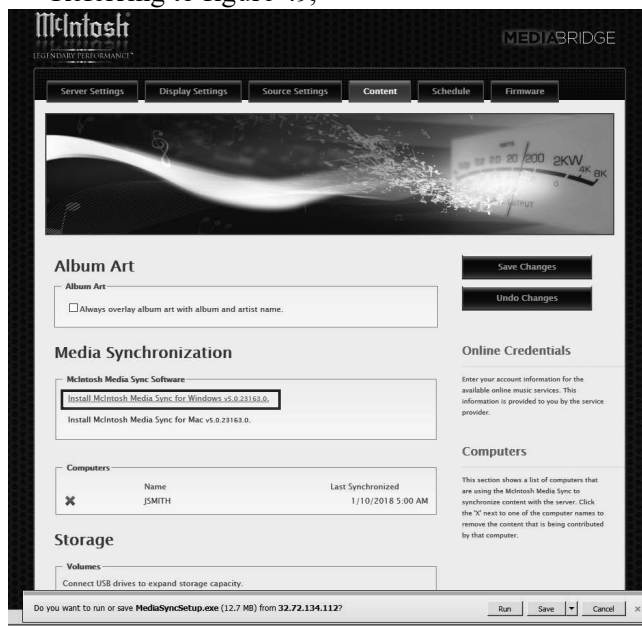 Referring to figure 49,
McIntosh
LEGENDARY PERFORMANCE
MEDIABRIDGE
Server Settings
Display Settings
Source Settings
Content
Schedule
Firmware
WATTS
20
200
2KW
4K
8K
OUTPUT
Album Art
Album Art
Always overlay album art with album and artist name.
Save Changes
Undo Changes
Media Synchronization
McIntosh Media Sync Software
Install McIntosh Media Sync for Windows v5.0.23163.0.
Install McIntosh Media Sync for Mac v5.0.23163.0.
Online Credentials
Enter your account information for the
available online music services. This
information is provided to you by the service
provider.
Computers
Name Last Synchronized
JSMITH 1/10/2018 5:00 AM
Computers
This section shows a list of computers that
are using the McIntosh Media Sync to
synchronize content with the server. Click
the 'X' next to one of the computer names to
remove the content that is being contributed
by that computer.
Storage
Volumes
Connect USB drives to expand storage capacity.
Do you want to run or save MediaSyncSetup.exe (12.7 MB) from 32.72.134.112?
Run
Save
Cancel